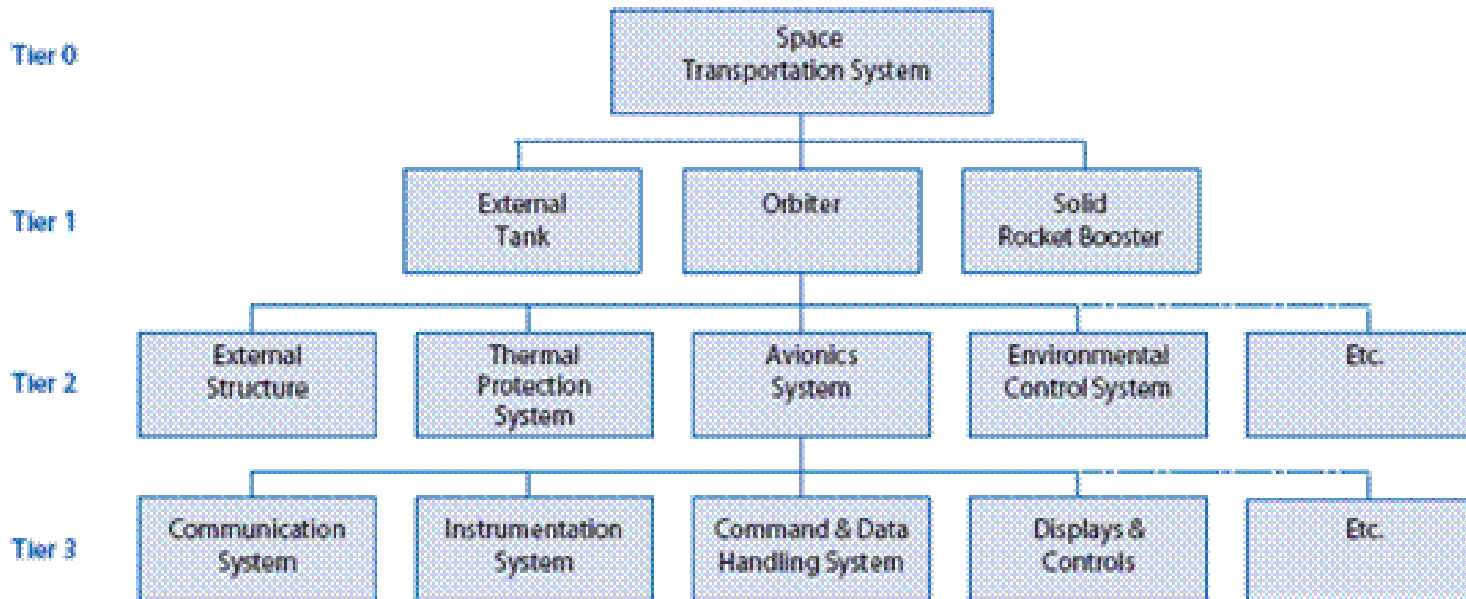 Tier 0
Space
Transportation System
Tier 1
External
Tank
Orbiter
Solid
Rocket Booster
Tier 2
External
Structure
Thermal
Protection
System
Avionics
System
Environmental
Control System
Etc.
Tier 3
Communication
System
Instrumentation
System
Command & Data
Handling System
Displays &
Controls
Etc.